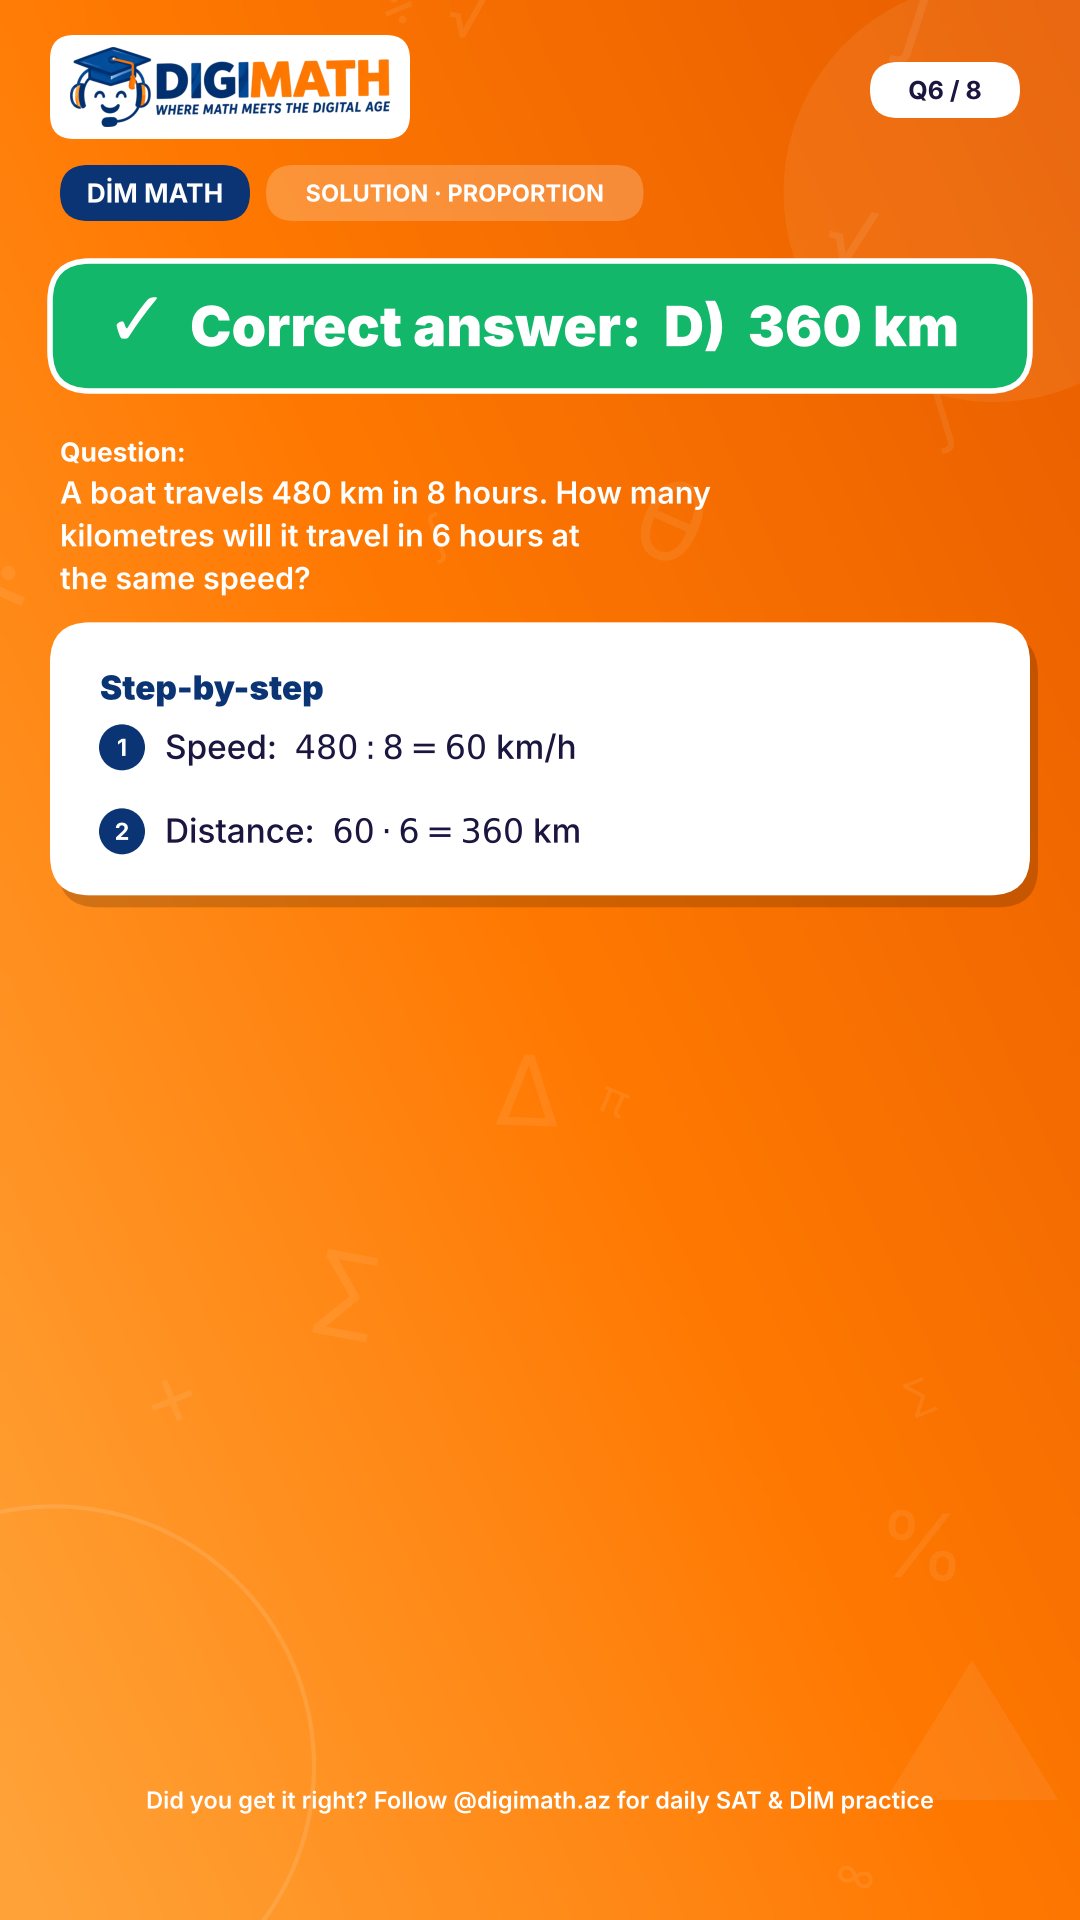 DIGIMATH
WHERE MATH MEETS THE DIGITAL AGE
Q6 / 8
DİM MATH
SOLUTION · PROPORTION
✓ Correct answer: D) 360 km
Question:
A boat travels 480 km in 8 hours. How many
kilometres will it travel in 6 hours at
the same speed?
Step-by-step
1 Speed: 480 : 8 = 60 km/h
2 Distance: 60 · 6 = 360 km
Did you get it right? Follow @digimath.az for daily SAT & DİM practice